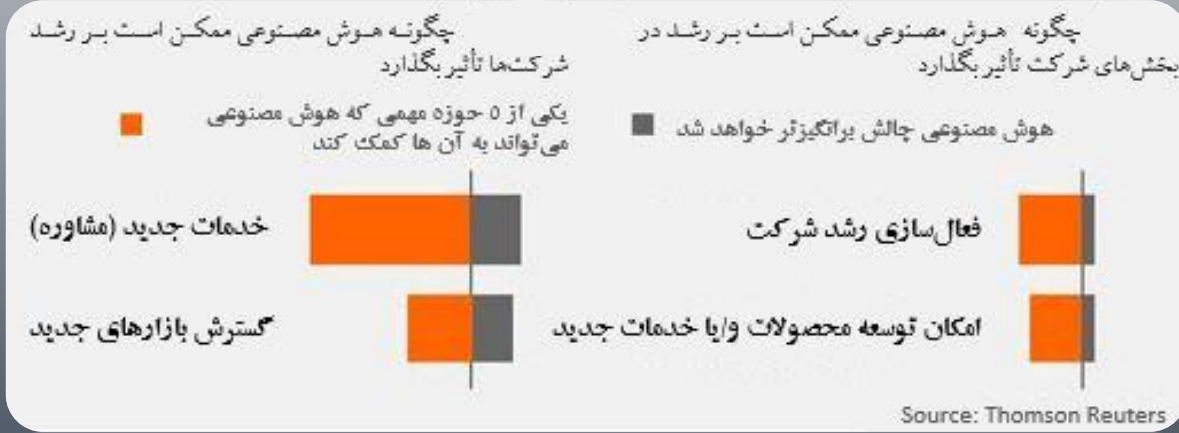 چگونه هوش مصنوعی ممکن است بر رشد در
بخش‌های شرکت تأثیر بگذارد
هوش مصنوعی چالش برانگیزتر خواهد شد
فعال‌سازی رشد شرکت
امکان توسعه محصولات و/یا خدمات جدید
چگونه هوش مصنوعی ممکن است بر رشد
شرکت‌ها تأثیر بگذارد
یکی از ۵ حوزه مهمی که هوش مصنوعی
می‌تواند به آن ها کمک کند
خدمات جدید (مشاوره)
گسترش بازارهای جدید
Source: Thomson Reuters